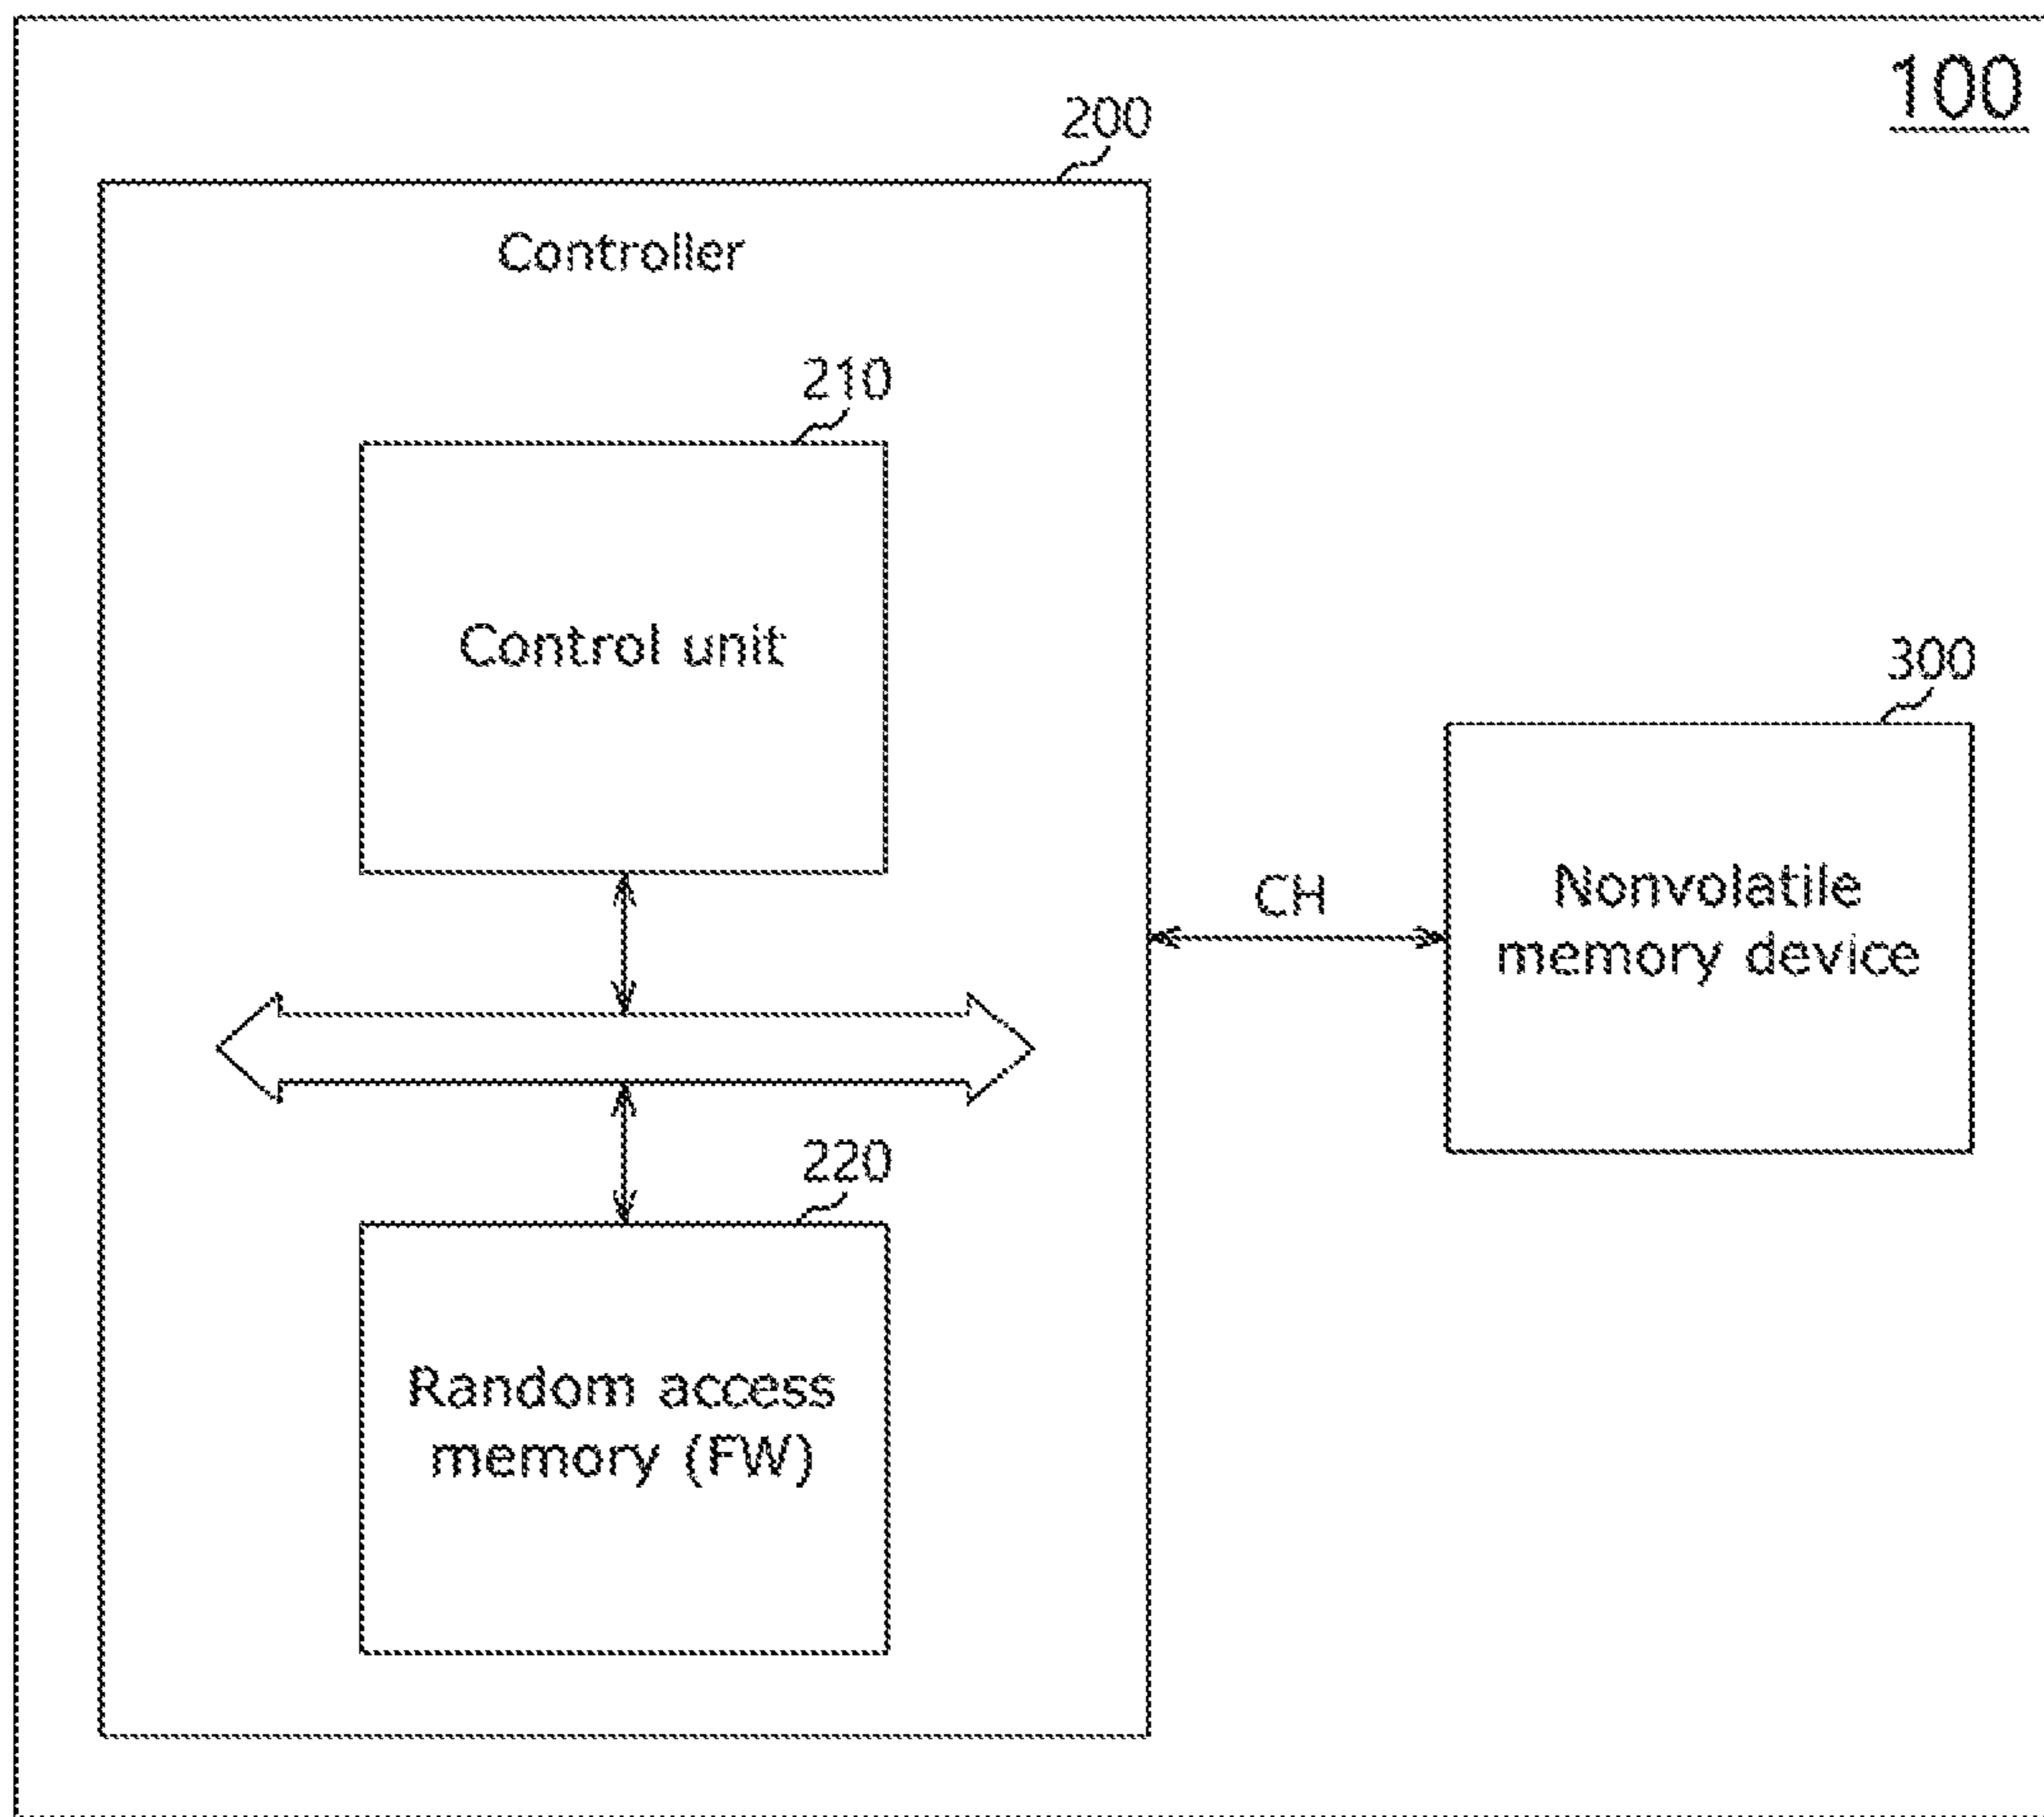 100
200
Controller
210
Control unit
300
CH
Nonvolatile
memory device
220
Random access
memory (FW)